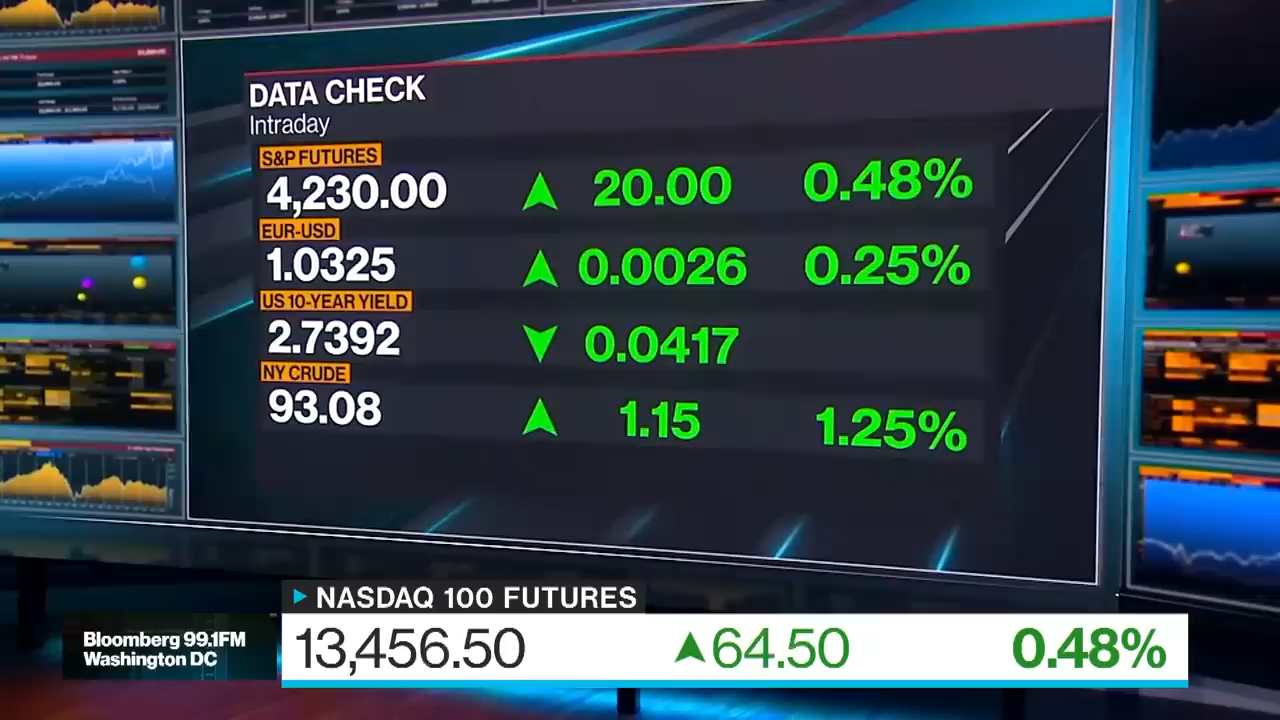 DATA CHECK
Intraday
S&P FUTURES
4,230.00 ▲ 20.00 0.48%
EUR-USD
1.0325 ▲ 0.0026 0.25%
US 10-YEAR YIELD
2.7392 ▼ 0.0417
NY CRUDE
93.08 ▲ 1.15 1.25%
NASDAQ 100 FUTURES
Bloomberg 99.1FM
Washington DC
13,456.50 ▲64.50 0.48%